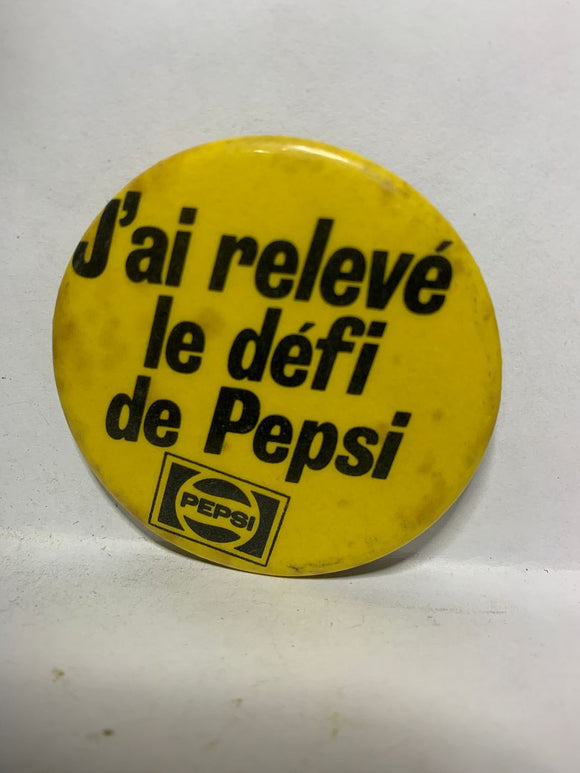 J'ai relevé
le défi
de Pepsi
PEPSI